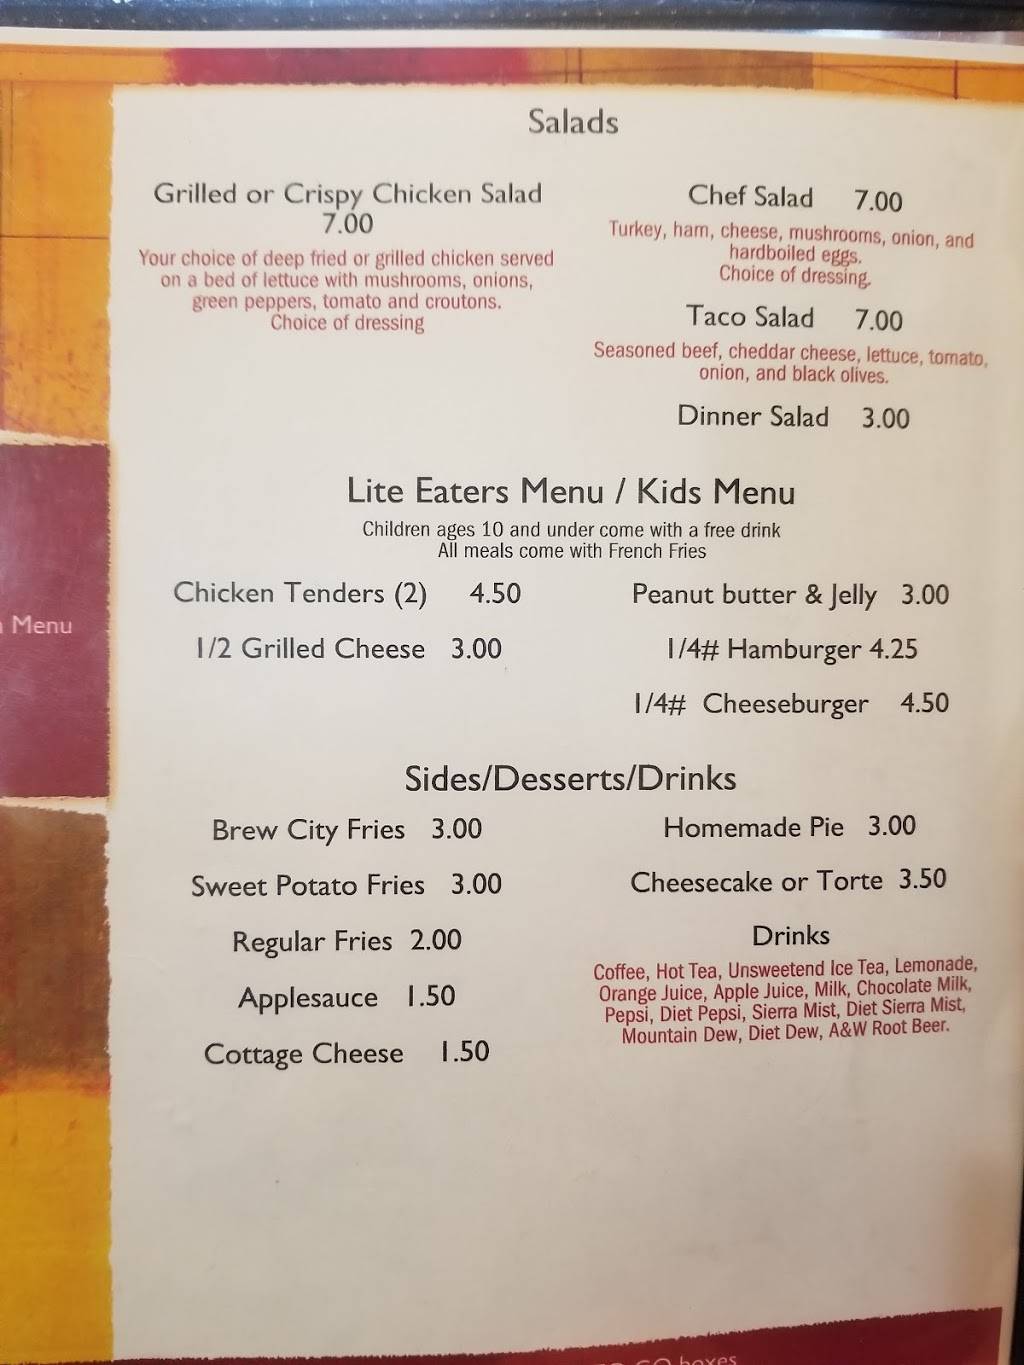 Salads
Grilled or Crispy Chicken Salad
7.00
Your choice of deep fried or grilled chicken served
on a bed of lettuce with mushrooms, onions,
green peppers, tomato and croutons.
Choice of dressing
Chef Salad 7.00
Turkey, ham, cheese, mushrooms, onion, and
hardboiled eggs.
Choice of dressing.
Taco Salad 7.00
Seasoned beef, cheddar cheese, lettuce, tomato,
onion, and black olives.
Dinner Salad 3.00
Lite Eaters Menu / Kids Menu
Children ages 10 and under come with a free drink
All meals come with French Fries
Chicken Tenders (2) 4.50
1/2 Grilled Cheese 3.00
Peanut butter & Jelly 3.00
1/4# Hamburger 4.25
1/4# Cheeseburger 4.50
Menu
Sides/Desserts/Drinks
Brew City Fries 3.00
Sweet Potato Fries 3.00
Regular Fries 2.00
Applesauce 1.50
Cottage Cheese 1.50
Homemade Pie 3.00
Cheesecake or Torte 3.50
Drinks
Coffee, Hot Tea, Unsweetend Ice Tea, Lemonade,
Orange Juice, Apple Juice, Milk, Chocolate Milk,
Pepsi, Diet Pepsi, Sierra Mist, Diet Sierra Mist,
Mountain Dew, Diet Dew, A&W Root Beer.
GO boxes